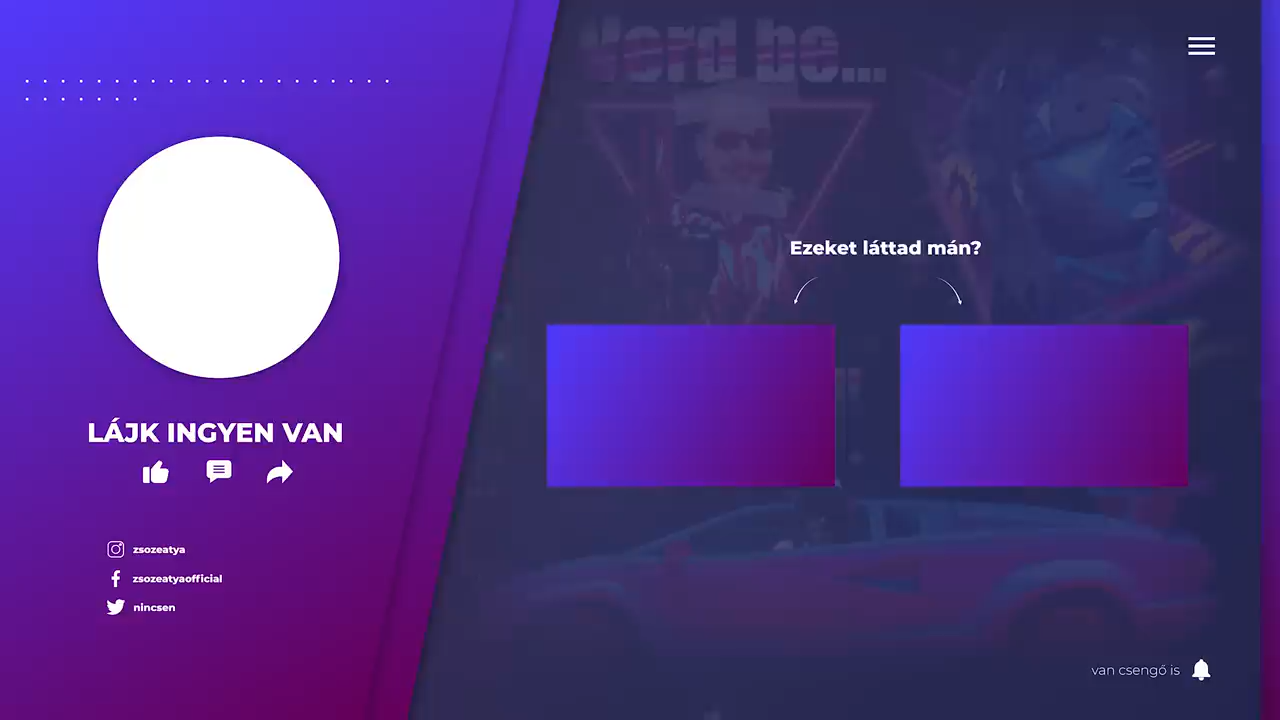 LÁJK INGYEN VAN
zsozeatya
zsozeatyaofficial
nincsen
Ezeket láttad mán?
van csengő is